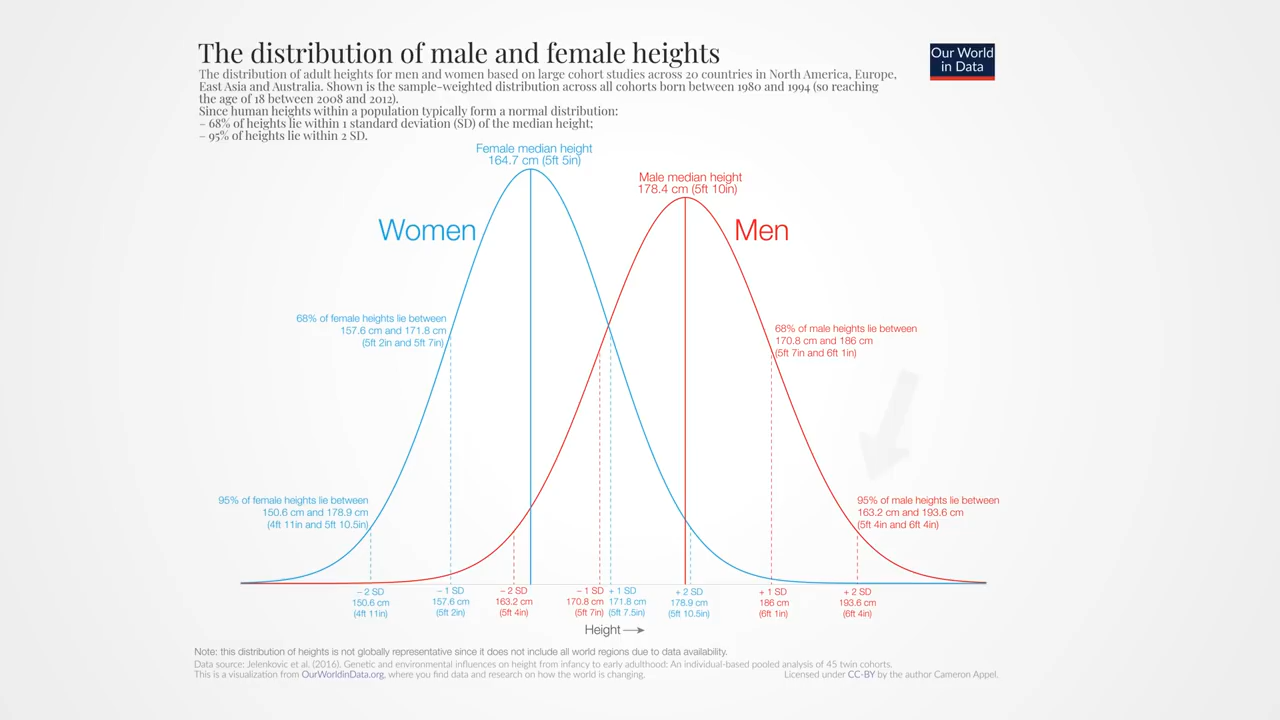 The distribution of male and female heights
Our World
in Data
The distribution of adult heights for men and women based on large cohort studies across 20 countries in North America, Europe,
East Asia and Australia. Shown is the sample-weighted distribution across all cohorts born between 1980 and 1994 (so reaching
the age of 18 between 2008 and 2012).
Since human heights within a population typically form a normal distribution:
– 68% of heights lie within 1 standard deviation (SD) of the median height;
– 95% of heights lie within 2 SD.
Female median height
164.7 cm (5ft 5in)
Male median height
178.4 cm (5ft 10in)
Women
Men
68% of female heights lie between
157.6 cm and 171.8 cm
(5ft 2in and 5ft 7in)
68% of male heights lie between
170.8 cm and 186 cm
(5ft 7in and 6ft 1in)
95% of female heights lie between
150.6 cm and 178.9 cm
(4ft 11in and 5ft 10.5in)
95% of male heights lie between
163.2 cm and 193.6 cm
(5ft 4in and 6ft 4in)
– 2 SD
150.6 cm
(4ft 11in)
– 1 SD
157.6 cm
(5ft 2in)
– 2 SD
163.2 cm
(5ft 4in)
– 1 SD
170.8 cm
(5ft 7in)
+ 1 SD
171.8 cm
(5ft 7.5in)
+ 2 SD
178.9 cm
(5ft 10.5in)
+ 1 SD
186 cm
(6ft 1in)
+ 2 SD
193.6 cm
(6ft 4in)
Height
Note: this distribution of heights is not globally representative since it does not include all world regions due to data availability.
Data source: Jelenkovic et al. (2016). Genetic and environmental influences on height from infancy to early adulthood: An individual-based pooled analysis of 45 twin cohorts.
This is a visualization from OurWorldinData.org, where you find data and research on how the world is changing.
Licensed under CC-BY by the author Cameron Appel.